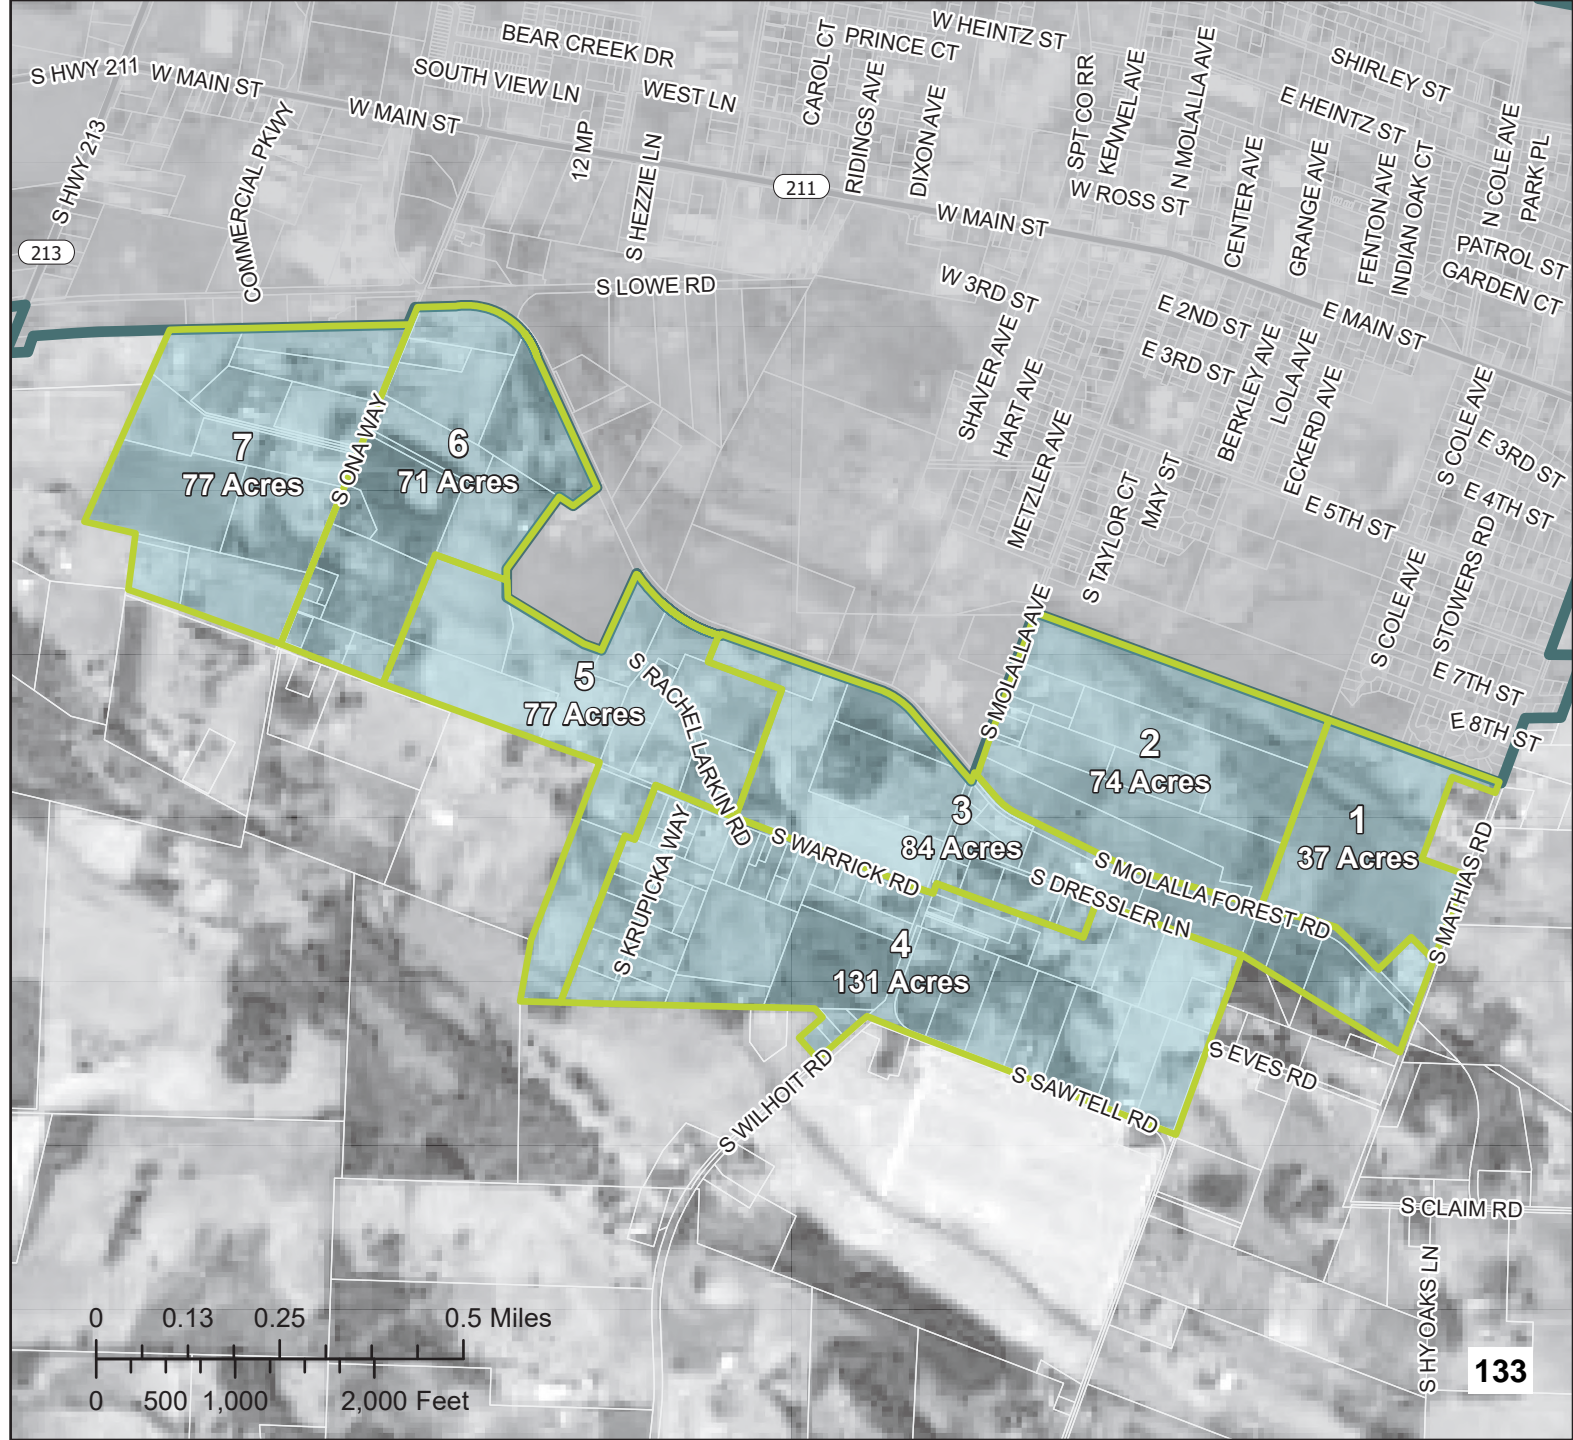 W HEINTZ ST
BEAR CREEK DR
PRINCE CT
CAROL CT
SHIRLEY ST
S HWY 211
W MAIN ST
SOUTH VIEW LN
WEST LN
RIDINGS AVE
DIXON AVE
SPT CO RR
KENNEL AVE
N MOLALLA AVE
E HEINTZ ST
N COLE AVE
PARK PL
S HWY 213
COMMERCIAL PKWY
W MAIN ST
12 MP
S HEZZIE LN
211
W ROSS ST
CENTER AVE
GRANGE AVE
FENTON AVE
INDIAN OAK CT
213
W MAIN ST
PATROL ST
GARDEN CT
S LOWE RD
W 3RD ST
E 2ND ST
E MAIN ST
SHAVER AVE
HART AVE
E 3RD ST
BERKLEY AVE
LOLA AVE
ECKERD AVE
S COLE AVE
E 3RD ST
7
77 Acres
S ONA WAY
6
71 Acres
METZLER AVE
S TAYLOR CT
MAY ST
E 5TH ST
E 4TH ST
S COLE AVE
STOWERS RD
S MOLALLA AVE
5
77 Acres
S RACHEL LARKIN RD
E 7TH ST
E 8TH ST
2
74 Acres
3
84 Acres
1
37 Acres
S KRUPICKA WAY
S WARRICK RD
S DRESSLER LN
S MOLALLA FOREST RD
S MATHIAS RD
4
131 Acres
S WILHOIT RD
S SAWTELL RD
S EVES RD
S CLAIM RD
S HY OAKS LN
0 0.13 0.25 0.5 Miles
0 500 1,000 2,000 Feet
133